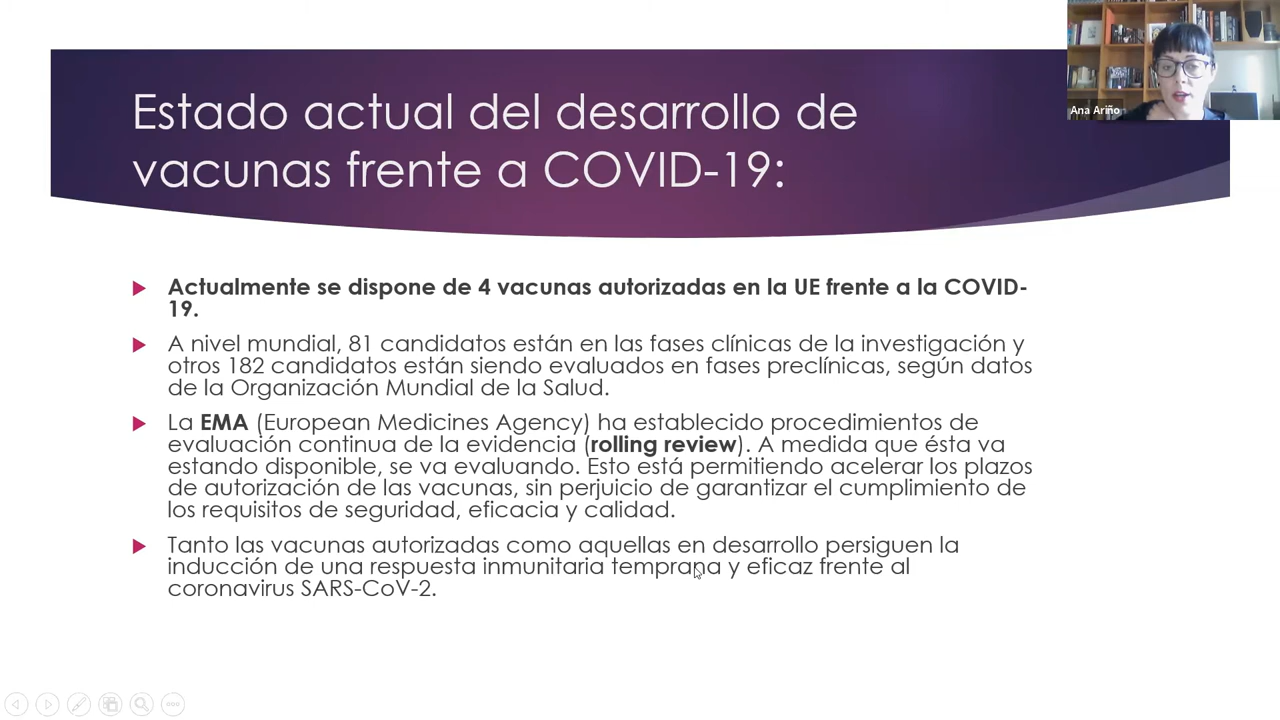 Estado actual del desarrollo de
vacunas frente a COVID-19:
Ana Ariño
Actualmente se dispone de 4 vacunas autorizadas en la UE frente a la COVID-
19.
A nivel mundial, 81 candidatos están en las fases clínicas de la investigación y
otros 182 candidatos están siendo evaluados en fases preclínicas, según datos
de la Organización Mundial de la Salud.
La EMA (European Medicines Agency) ha establecido procedimientos de
evaluación continua de la evidencia (rolling review). A medida que ésta va
estando disponible, se va evaluando. Esto está permitiendo acelerar los plazos
de autorización de las vacunas, sin perjuicio de garantizar el cumplimiento de
los requisitos de seguridad, eficacia y calidad.
Tanto las vacunas autorizadas como aquellas en desarrollo persiguen la
inducción de una respuesta inmunitaria temprana y eficaz frente al
coronavirus SARS-CoV-2.